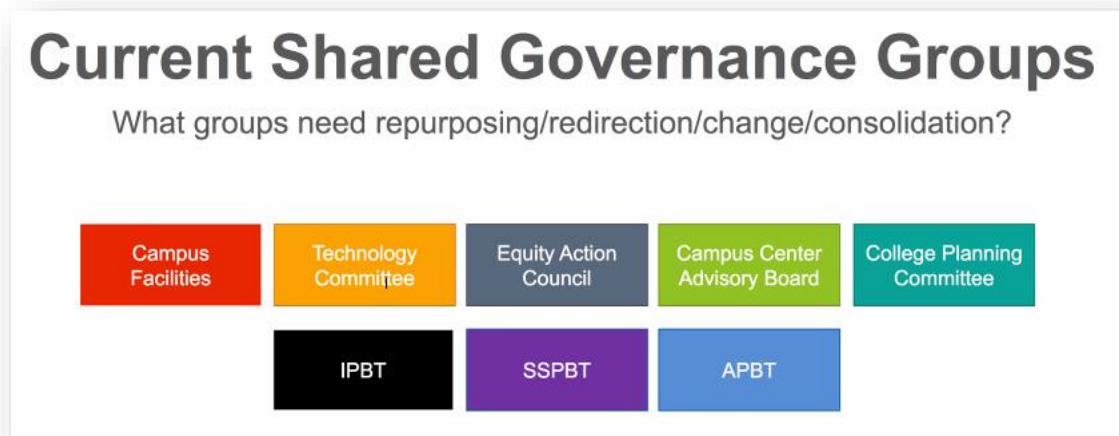 Current Shared Governance Groups
What groups need repurposing/redirection/change/consolidation?
Campus
Facilities
Technology
Committee
Equity Action
Council
Campus Center
Advisory Board
College Planning
Committee
IPBT
SSPBT
APBT